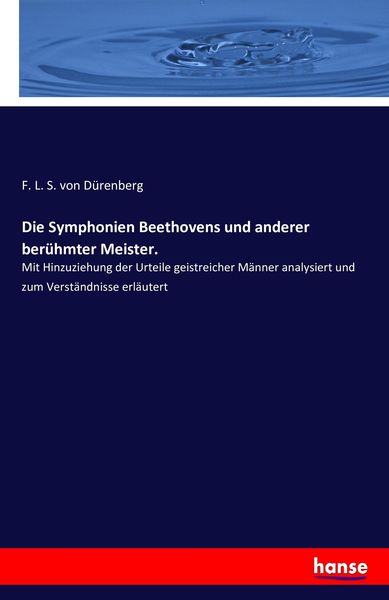 F. L. S. von Dürenberg
Die Symphonien Beethovens und anderer
berühmter Meister.
Mit Hinzuziehung der Urteile geistreicher Männer analysiert und
zum Verständnisse erläutert
hanse